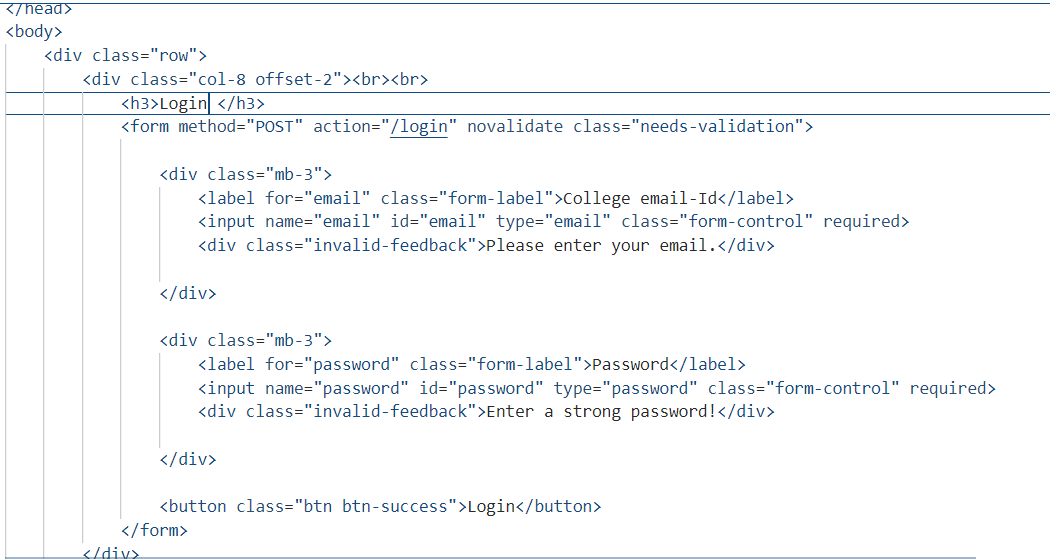 </head>
<body>
<div class="row">
<div class="col-8 offset-2"><br><br>
<h3>Login </h3>
<form method="POST" action="/login" novalidate class="needs-validation">
<div class="mb-3">
<label for="email" class="form-label">College email-Id</label>
<input name="email" id="email" type="email" class="form-control" required>
<div class="invalid-feedback">Please enter your email.</div>
</div>
<div class="mb-3">
<label for="password" class="form-label">Password</label>
<input name="password" id="password" type="password" class="form-control" required>
<div class="invalid-feedback">Enter a strong password!</div>
</div>
<button class="btn btn-success">Login</button>
</form>
</div>